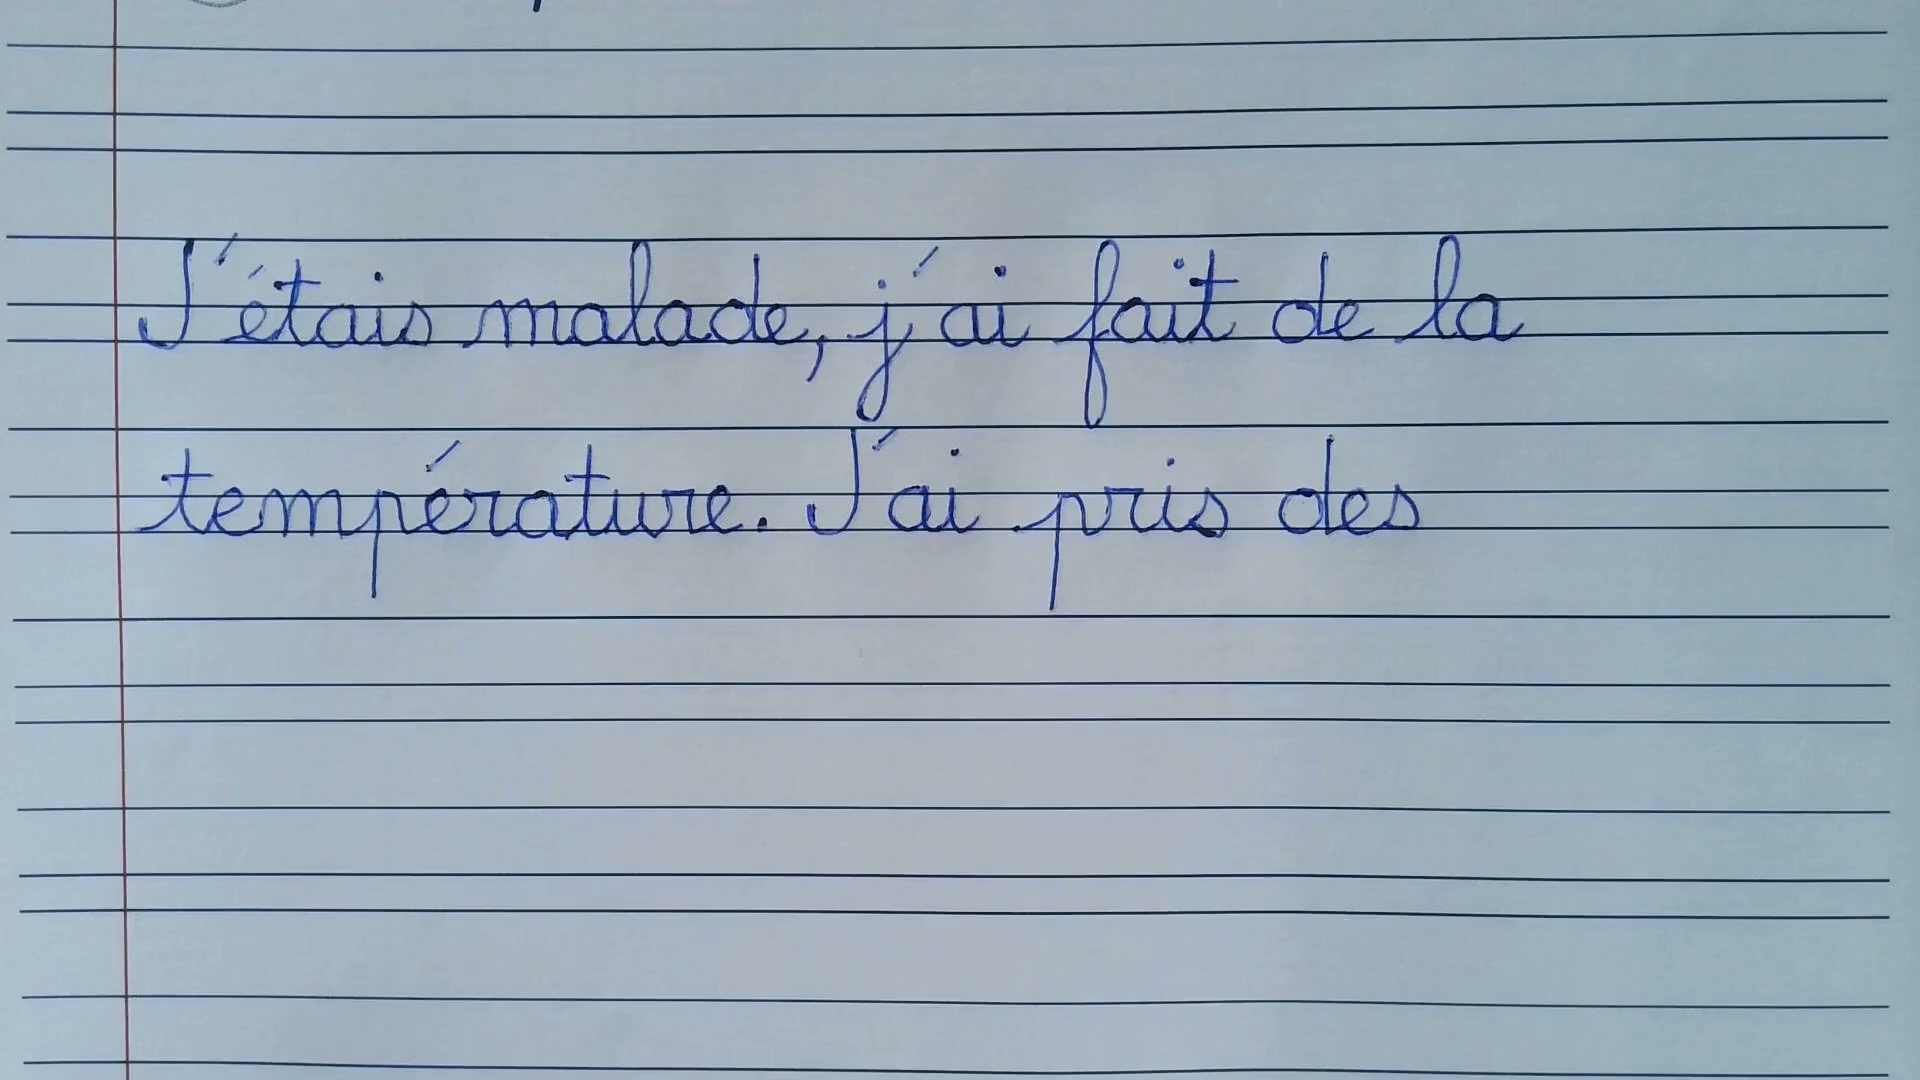 J'étais malade, j'ai fait de la
température. J'ai pris des